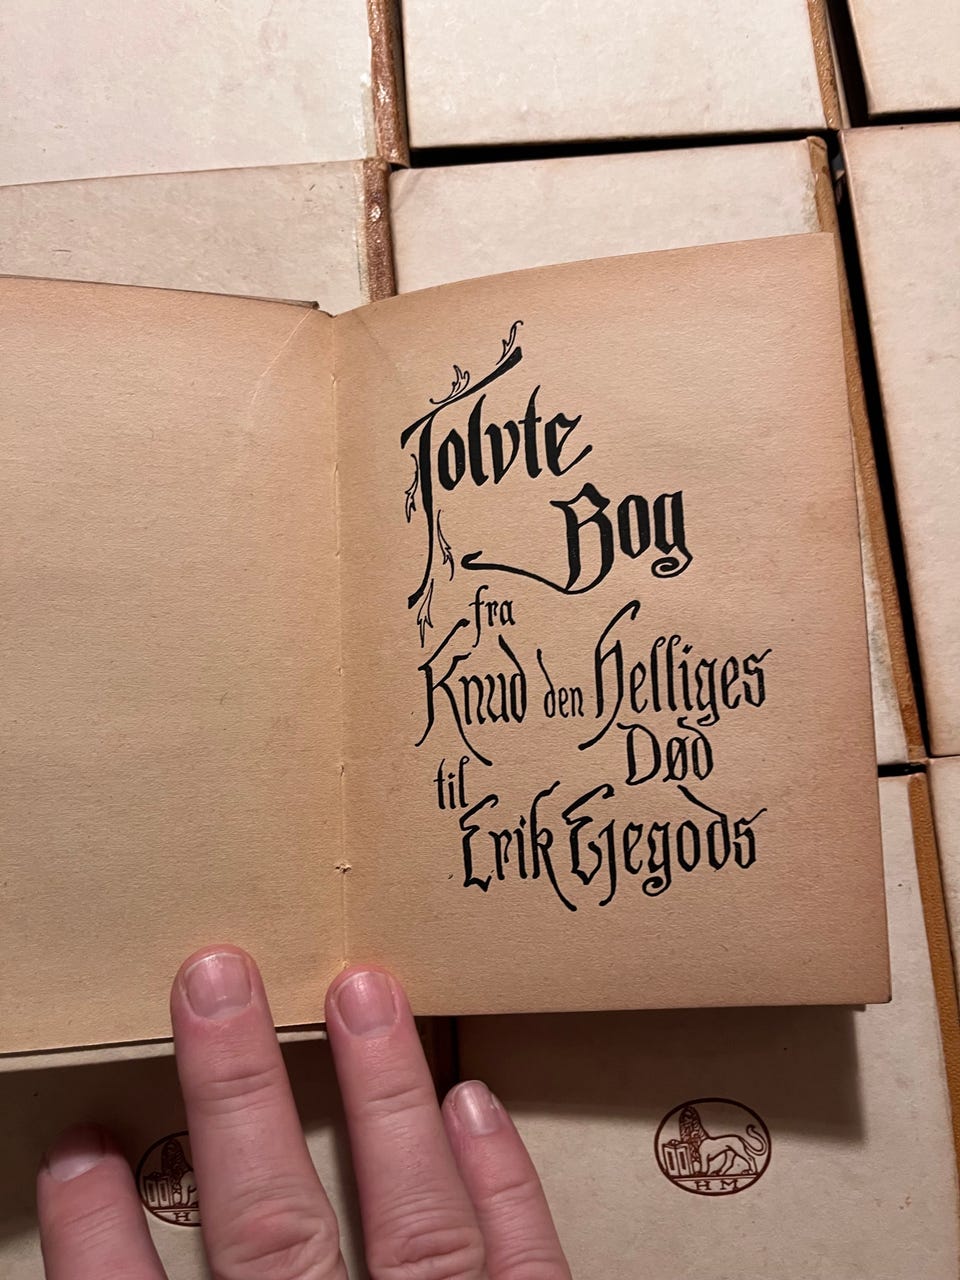 Tolvte
Bog
fra
Knud den Helliges
Død
til
Erik Ejegods
H
H M